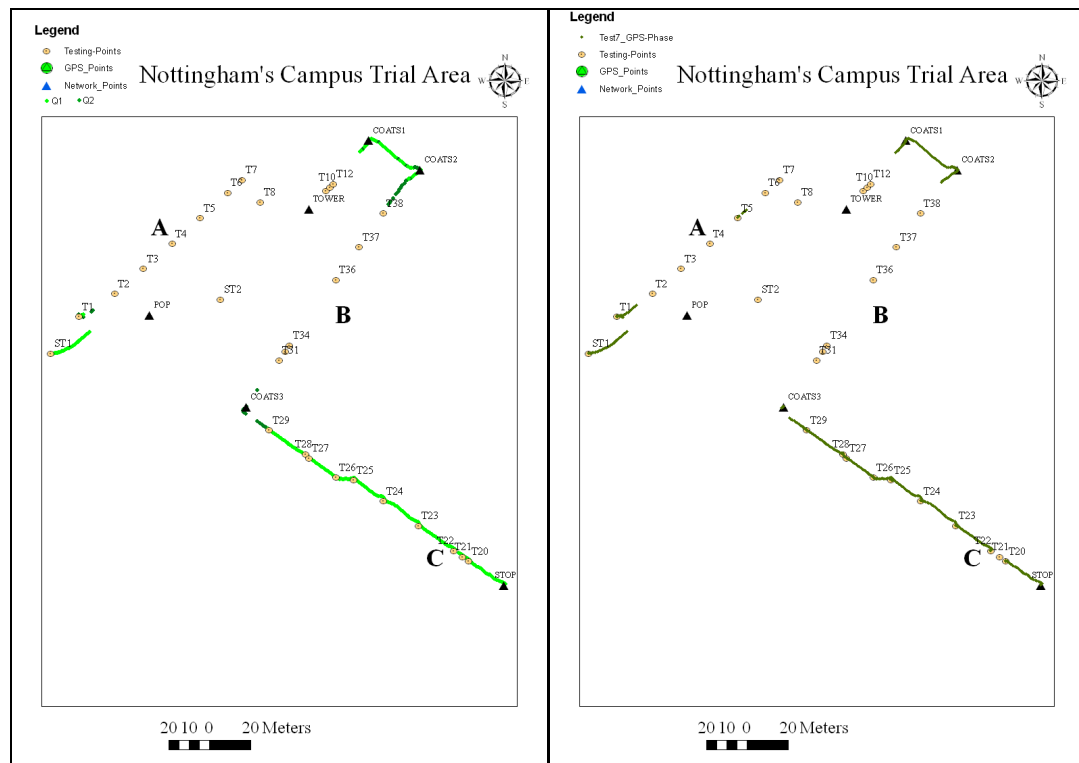 Legend
Testing-Points
GPS_Points
Network_Points
Q1 Q2
Nottingham's Campus Trial Area
N
W E
S
COATS1
COATS2
T7
T6
T8
T10 T12
TOWER
T38
T5
A
T4
T37
T3
T36
T2
ST2
T1
POP
B
ST1
T34
T31
COATS3
T29
T28 T27
T26 T25
T24
T23
T22
T21 T20
C
STOP
20 10 0 20 Meters
Legend
Test7_GPS-Phase
Testing-Points
GPS_Points
Network_Points
Nottingham's Campus Trial Area
N
W E
S
COATS1
COATS2
T7
T6
T8
T10 T12
TOWER
T38
T5
A
T4
T37
T3
T36
T2
ST2
T1
POP
B
ST1
T34
T31
COATS3
T29
T28 T27
T26 T25
T24
T23
T22
T21 T20
C
STOP
20 10 0 20 Meters